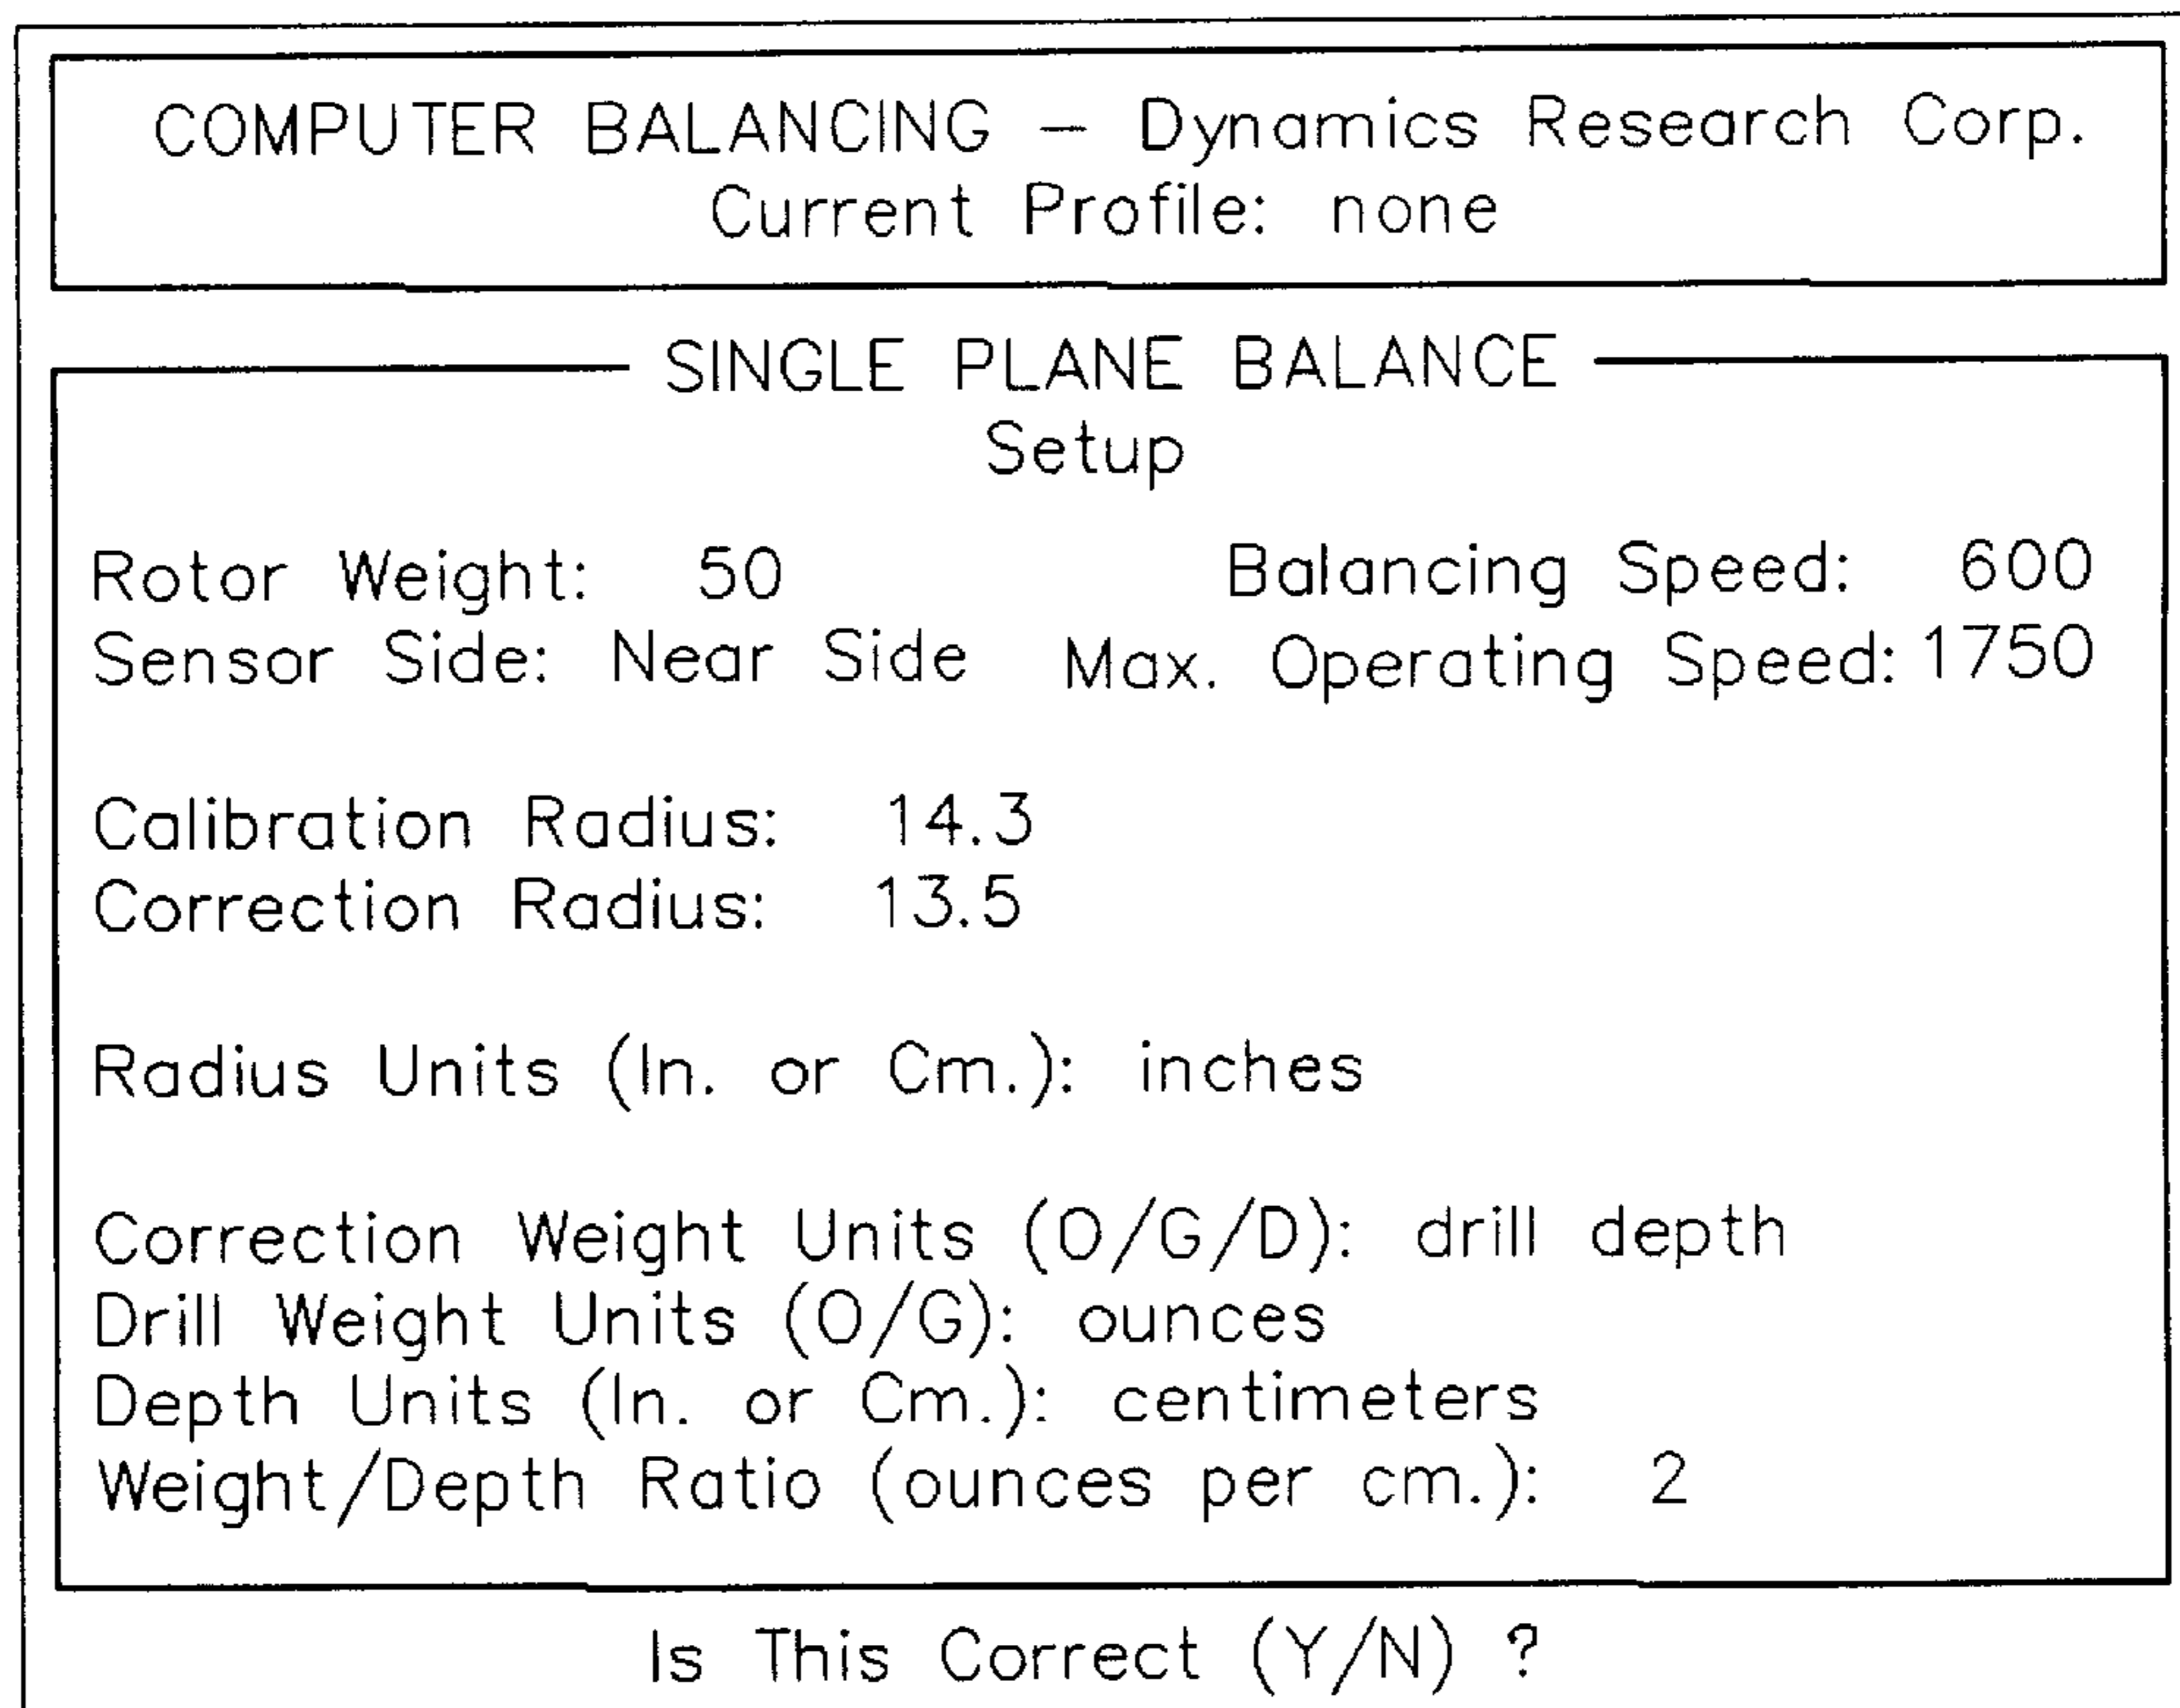 COMPUTER BALANCING – Dynamics Research Corp.
Current Profile: none
SINGLE PLANE BALANCE
Setup
Rotor Weight: 50 Balancing Speed: 600
Sensor Side: Near Side Max. Operating Speed: 1750
Calibration Radius: 14.3
Correction Radius: 13.5
Radius Units (In. or Cm.): inches
Correction Weight Units (O/G/D): drill depth
Drill Weight Units (O/G): ounces
Depth Units (In. or Cm.): centimeters
Weight/Depth Ratio (ounces per cm.): 2
Is This Correct (Y/N) ?